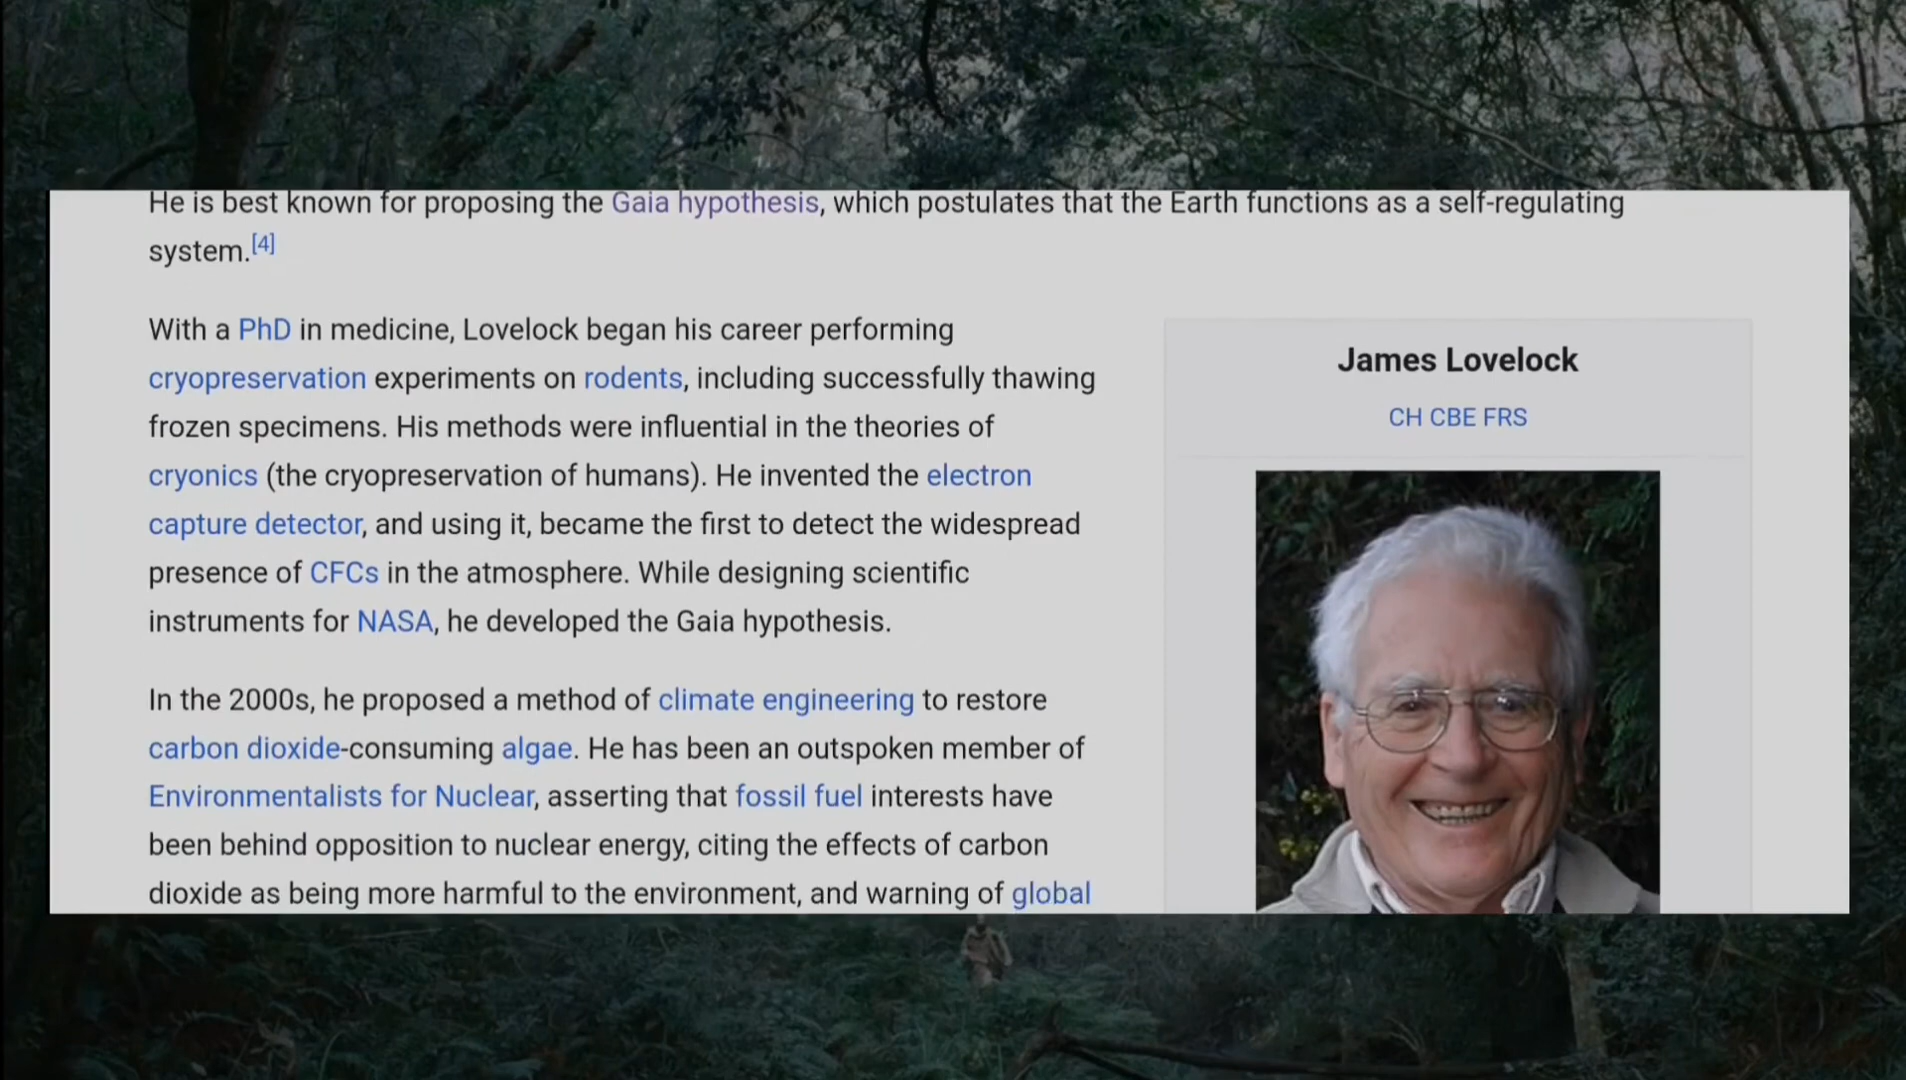 He is best known for proposing the Gaia hypothesis, which postulates that the Earth functions as a self-regulating
system.[4]
With a PhD in medicine, Lovelock began his career performing
cryopreservation experiments on rodents, including successfully thawing
frozen specimens. His methods were influential in the theories of
cryonics (the cryopreservation of humans). He invented the electron
capture detector, and using it, became the first to detect the widespread
presence of CFCs in the atmosphere. While designing scientific
instruments for NASA, he developed the Gaia hypothesis.
In the 2000s, he proposed a method of climate engineering to restore
carbon dioxide-consuming algae. He has been an outspoken member of
Environmentalists for Nuclear, asserting that fossil fuel interests have
been behind opposition to nuclear energy, citing the effects of carbon
dioxide as being more harmful to the environment, and warning of global
James Lovelock
CH CBE FRS